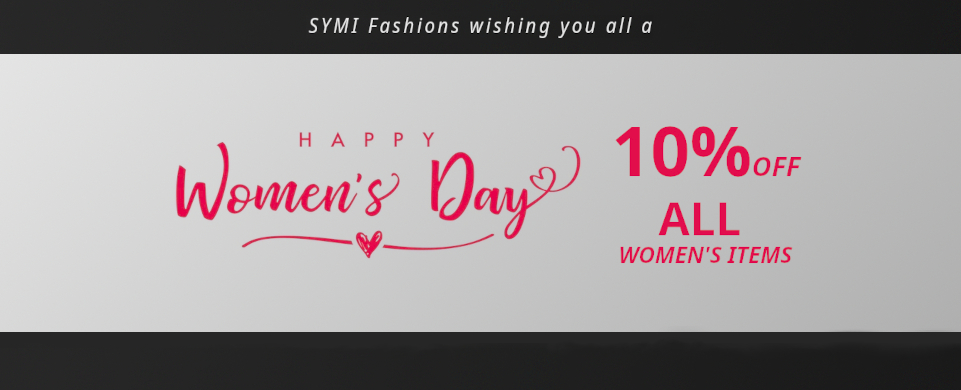 SYMI Fashions wishing you all a
HAPPY
Women's Day
10% OFF
ALL
WOMEN'S ITEMS